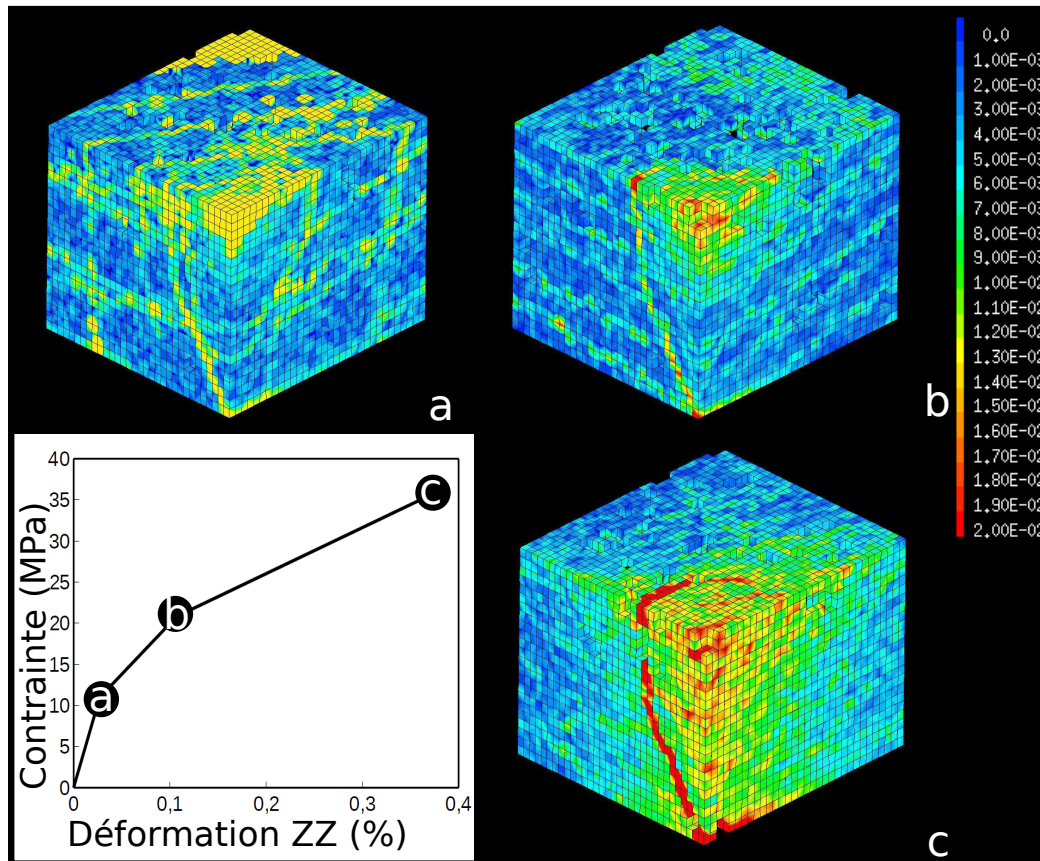 a
b
0.0
1.00E-03
2.00E-03
3.00E-03
4.00E-03
5.00E-03
6.00E-03
7.00E-03
8.00E-03
9.00E-03
1.00E-02
1.10E-02
1.20E-02
1.30E-02
1.40E-02
1.50E-02
1.60E-02
1.70E-02
1.80E-02
1.90E-02
2.00E-02
Contrainte (MPa)
40
35
30
25
20
15
10
5
0
a
b
c
0
0,1
0,2
0,3
0,4
Déformation ZZ (%)
c